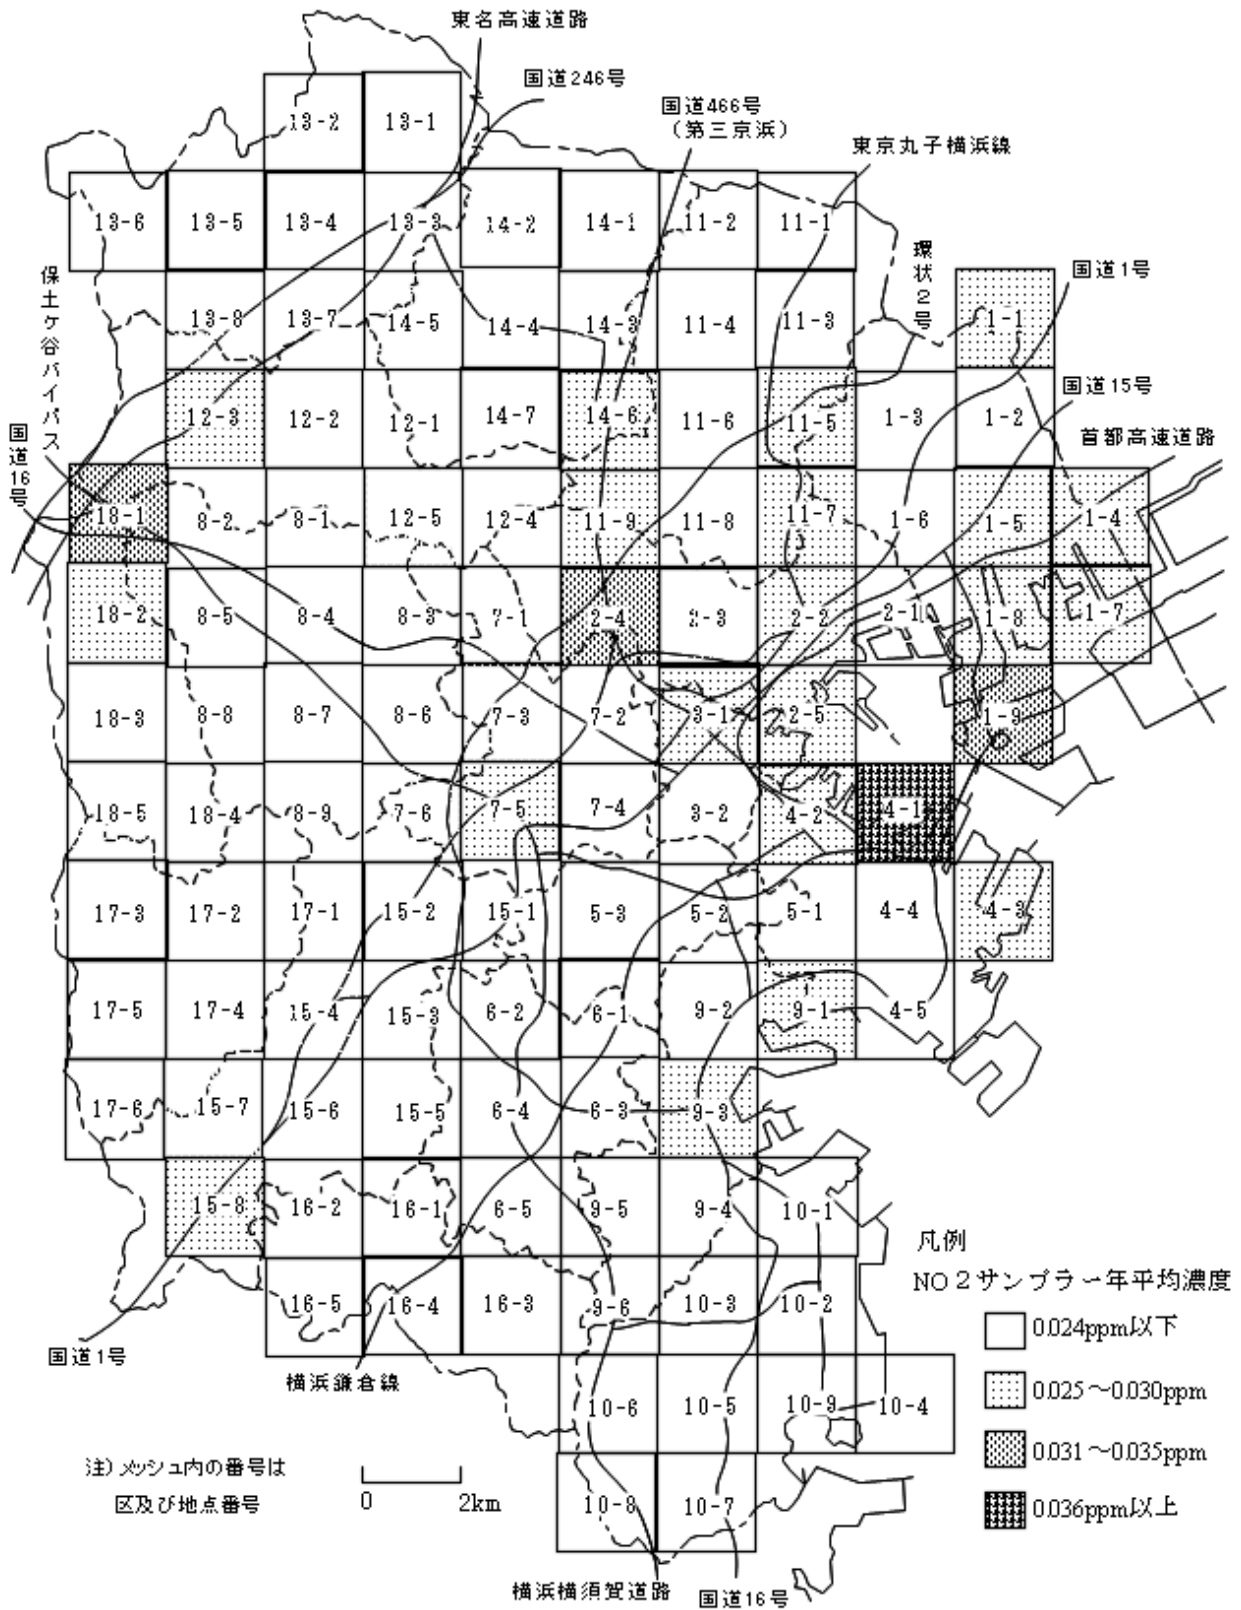 東名高速道路
国道246号
国道466号
(第三京浜)
東京丸子横浜線
環状2号
国道1号
国道15号
首都高速道路
保土ヶ谷バイパス
国道16号
13-2 13-1
13-6 13-5 13-4 13-3 14-2 14-1 11-2 11-1
13-8 13-7 14-5 14-4 14-3 11-4 11-3 1-1
12-3 12-2 12-1 14-7 14-6 11-6 11-5 1-3 1-2
18-1 8-2 8-1 12-5 12-4 11-9 11-8 11-7 1-6 1-5 1-4
18-2 8-5 8-4 8-3 7-1 2-4 2-3 2-2 2-1 1-8 1-7
18-3 8-8 8-7 8-6 7-3 7-2 3-1 2-5 1-9
18-5 18-4 8-9 7-6 7-5 7-4 3-2 4-2 4-1
17-3 17-2 17-1 15-2 15-1 5-3 5-2 5-1 4-4 4-3
17-5 17-4 15-4 15-3 6-2 6-1 9-2 9-1 4-5
17-6 15-7 15-6 15-5 6-4 6-3 9-3
15-8 16-2 16-1 6-5 9-5 9-4 10-1
16-5 16-4 16-3 9-6 10-3 10-2
10-6 10-5 10-9 10-4
10-8 10-7
国道1号
横浜鎌倉線
横浜横須賀道路
国道16号
注)メッシュ内の番号は
区及び地点番号
0 2km
凡例
NO2サンプラー年平均濃度
0.024ppm以下
0.025～0.030ppm
0.031～0.035ppm
0.036ppm以上